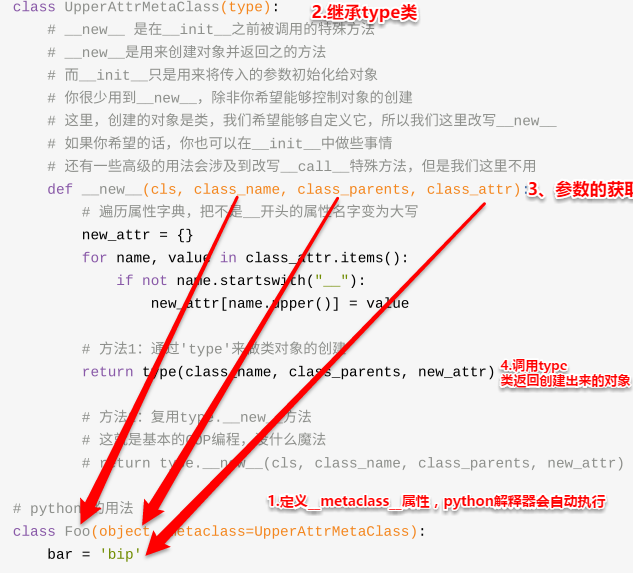 class UpperAttrMetaClass(type):
2.继承type类
# __new__ 是在__init__之前被调用的特殊方法
# __new__是用来创建对象并返回之的方法
# 而__init__只是用来将传入的参数初始化给对象
# 你很少用到__new__，除非你希望能够控制对象的创建
# 这里，创建的对象是类，我们希望能够自定义它，所以我们这里改写__new__
# 如果你希望的话，你也可以在__init__中做些事情
# 还有一些高级的用法会涉及到改写__call__特殊方法，但是我们这里不用
def __new__(cls, class_name, class_parents, class_attr):
3、参数的获取
# 遍历属性字典，把不是__开头的属性名字变为大写
new_attr = {}
for name, value in class_attr.items():
if not name.startswith("__"):
new_attr[name.upper()] = value
# 方法1：通过'type'来做类对象的创建
return type(class_name, class_parents, new_attr)
4.调用type
类返回创建出来的对象
# 方法 ：复用type.__new__方法
# 这就是基本的OOP编程，没什么魔法
# return type.__new__(cls, class_name, class_parents, new_attr)
1.定义__metaclass__属性，python解释器会自动执行
# python 的用法
class Foo(object, metaclass=UpperAttrMetaClass):
bar = 'bip'